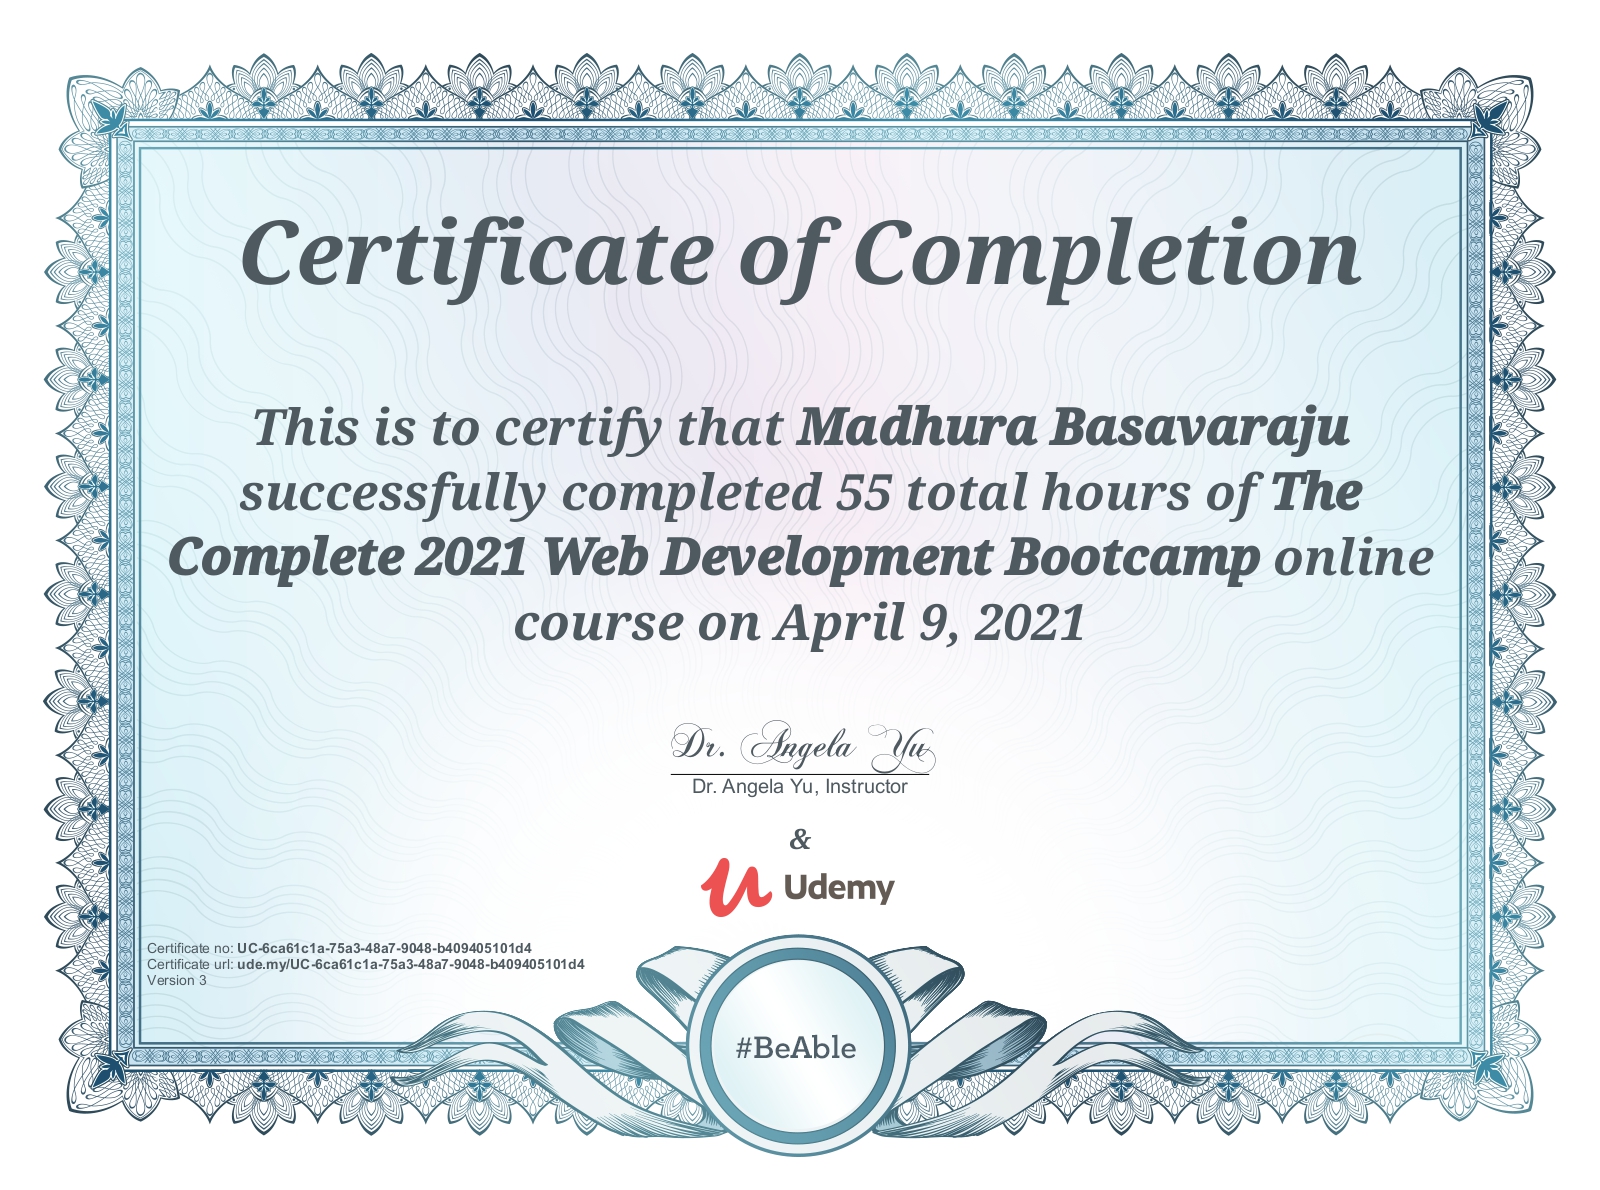 Certificate of Completion
This is to certify that Madhura Basavaraju
successfully completed 55 total hours of The
Complete 2021 Web Development Bootcamp online
course on April 9, 2021
Dr. Angela Yu
Dr. Angela Yu, Instructor
&
Udemy
Certificate no: UC-6ca61c1a-75a3-48a7-9048-b409405101d4
Certificate url: ude.my/UC-6ca61c1a-75a3-48a7-9048-b409405101d4
Version 3
#BeAble